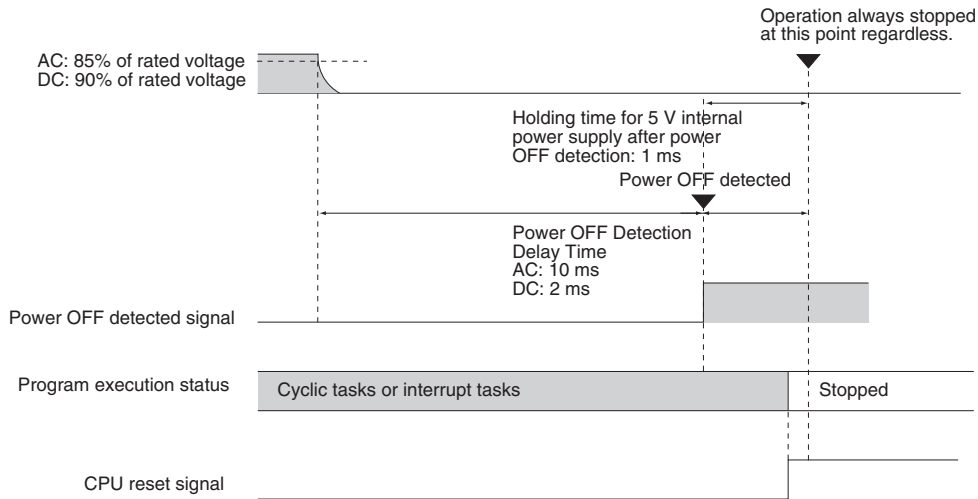 Operation always stopped
at this point regardless.
AC: 85% of rated voltage
DC: 90% of rated voltage
Holding time for 5 V internal
power supply after power
OFF detection: 1 ms
Power OFF detected
Power OFF Detection
Delay Time
AC: 10 ms
DC: 2 ms
Power OFF detected signal
Program execution status
Cyclic tasks or interrupt tasks
Stopped
CPU reset signal